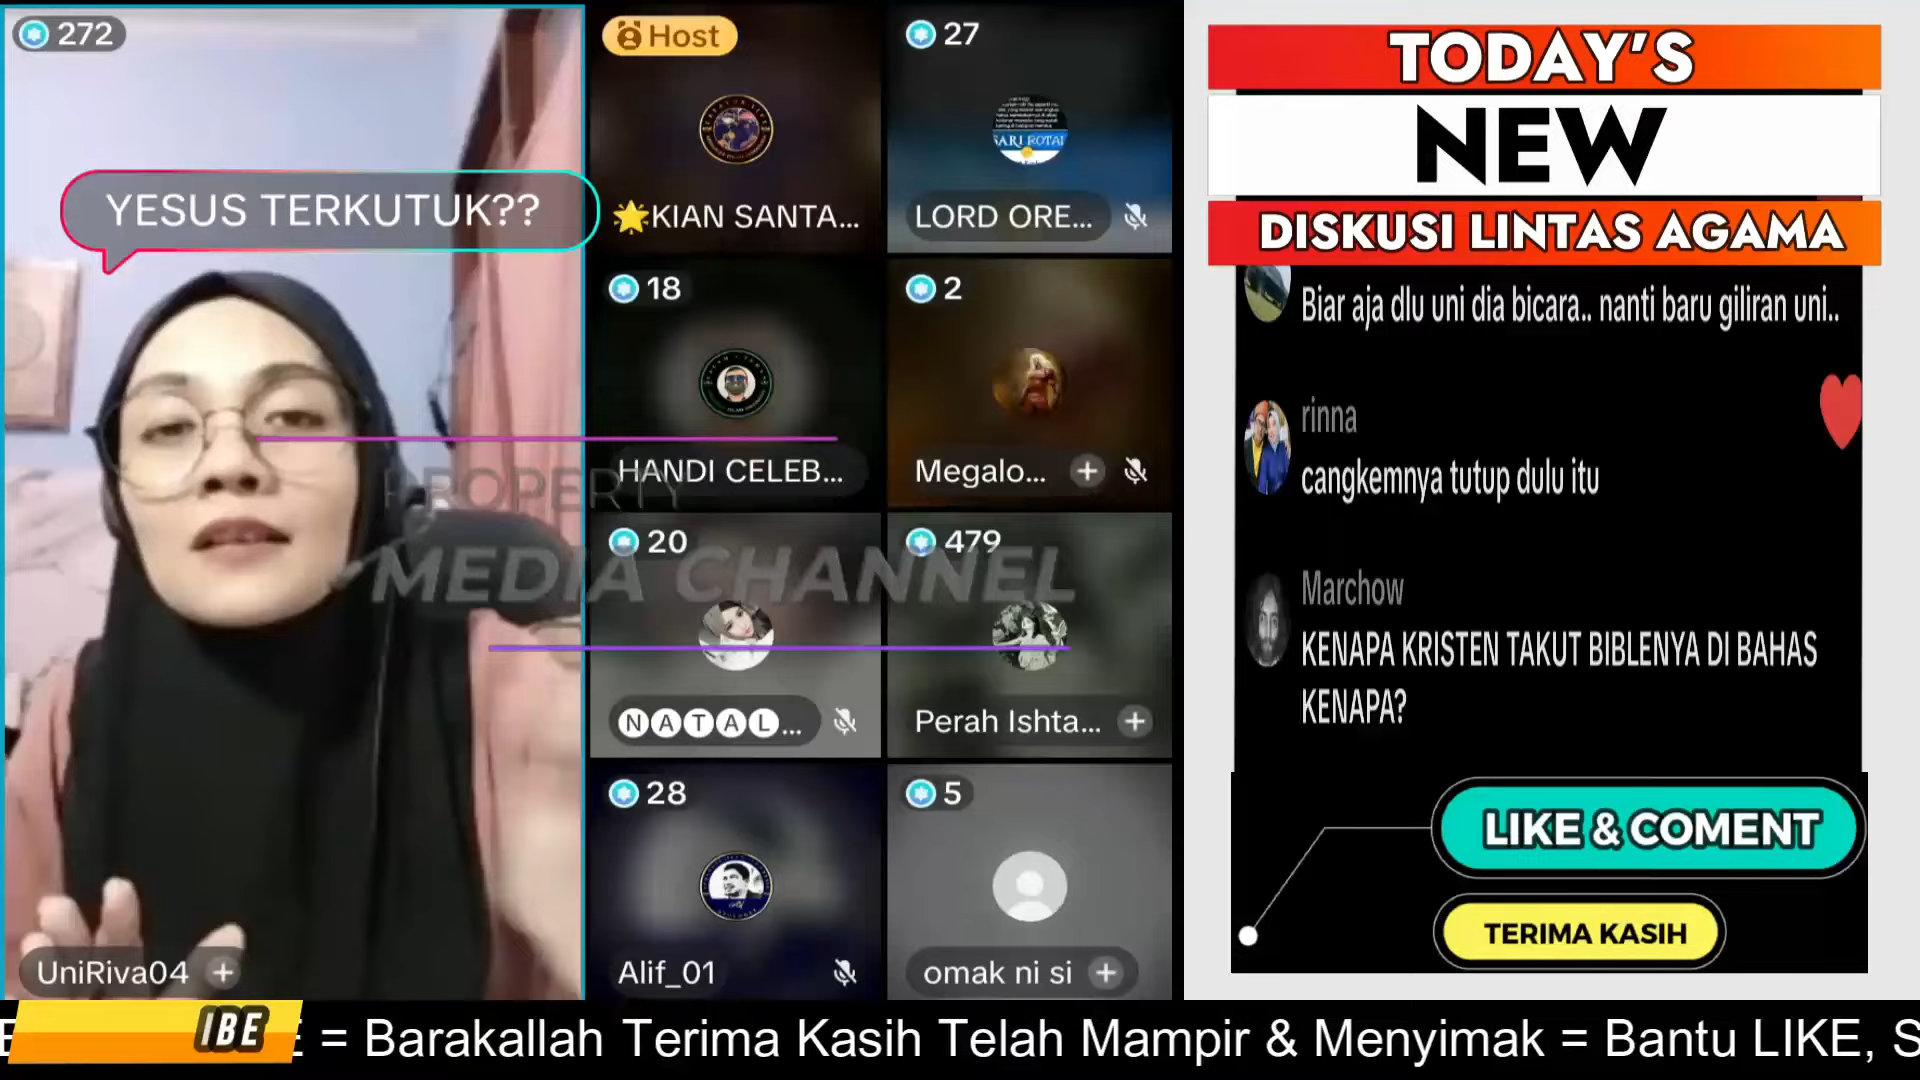 272
YESUS TERKUTUK??
UniRiva04
Host
KIAN SANTA...
27
SARI ROTAI
LORD ORE...
18
HANDI CELEB...
2
Megalo...
PROPERTY
MEDIA CHANNEL
20
NATAL...
479
Perah Ishta...
28
Alif_01
5
omak ni si
TODAY'S
NEW
DISKUSI LINTAS AGAMA
Biar aja dlu uni dia bicara.. nanti baru giliran uni..
rinna
cangkemnya tutup dulu itu
Marchow
KENAPA KRISTEN TAKUT BIBLENYA DI BAHAS
KENAPA?
LIKE & COMENT
TERIMA KASIH
IBE = Barakallah Terima Kasih Telah Mampir & Menyimak = Bantu LIKE, S